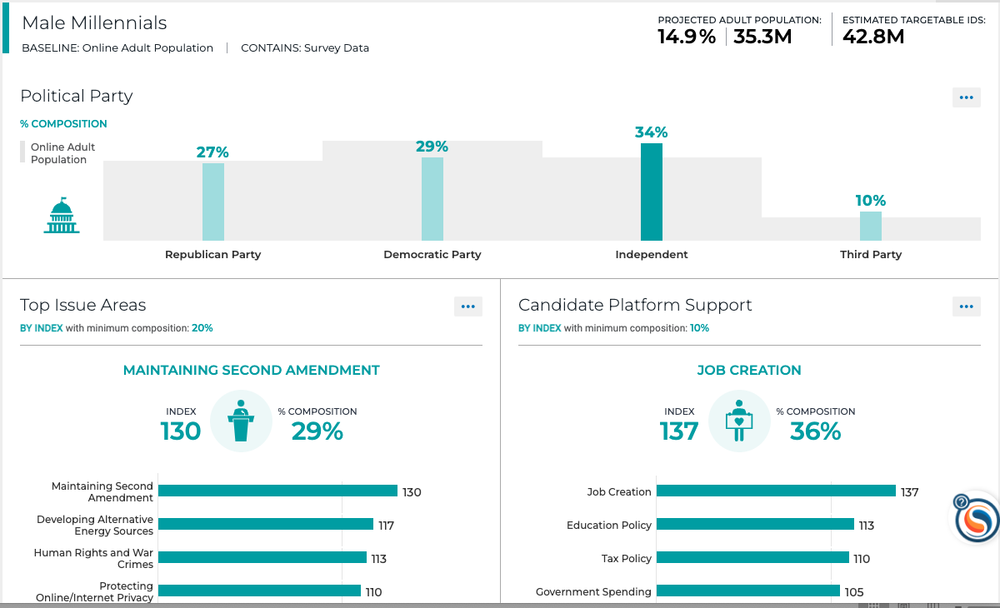 Male Millennials
BASELINE: Online Adult Population | CONTAINS: Survey Data
PROJECTED ADULT POPULATION:
14.9% | 35.3M
ESTIMATED TARGETABLE IDS:
42.8M
Political Party
% COMPOSITION
Online Adult
Population
27%
29%
34%
10%
Republican Party
Democratic Party
Independent
Third Party
Top Issue Areas
BY INDEX with minimum composition: 20%
MAINTAINING SECOND AMENDMENT
INDEX
130
% COMPOSITION
29%
Maintaining Second
Amendment
130
Developing Alternative
Energy Sources
117
Human Rights and War
Crimes
113
Protecting
Online/Internet Privacy
110
Candidate Platform Support
BY INDEX with minimum composition: 10%
JOB CREATION
INDEX
137
% COMPOSITION
36%
Job Creation
137
Education Policy
113
Tax Policy
110
Government Spending
105
?